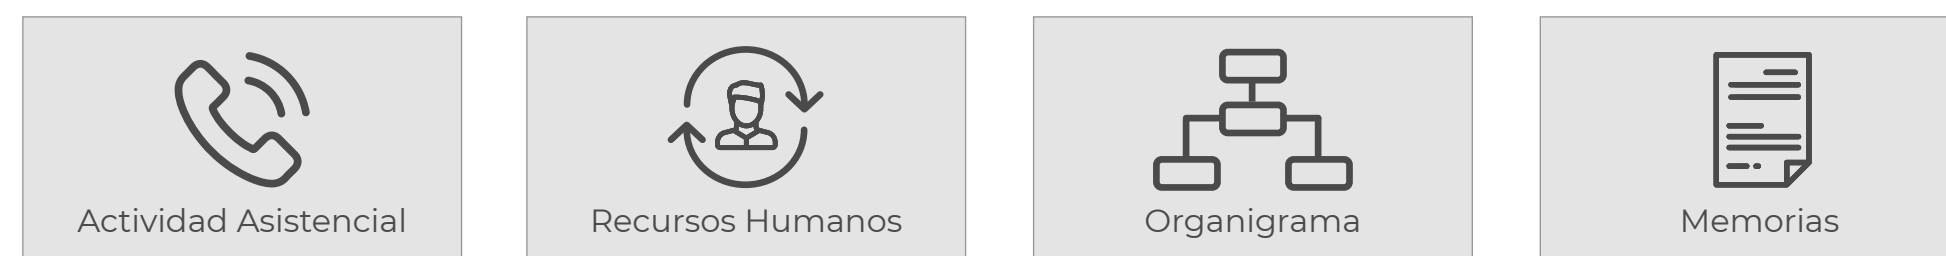 Actividad Asistencial
Recursos Humanos
Organigrama
Memorias